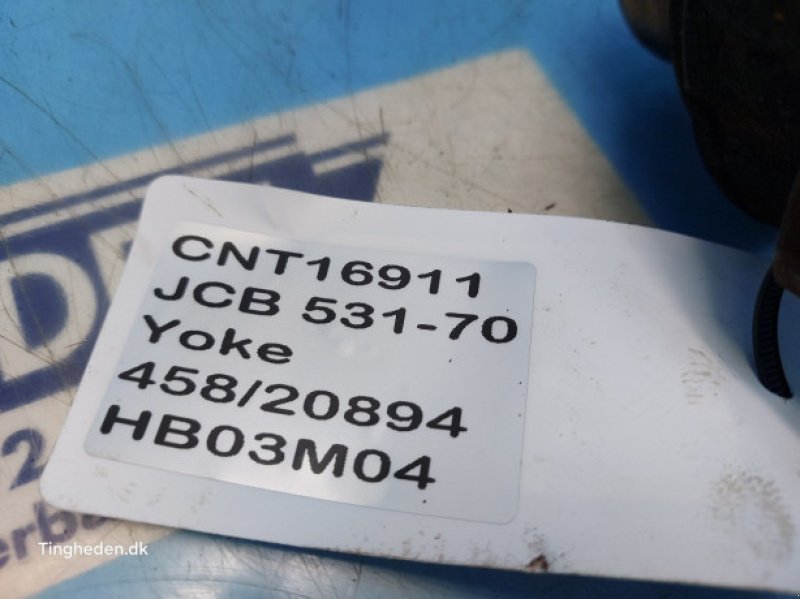 CNT16911
JCB 531-70
Yoke
458/20894
HB03M04
Tingheden.dk